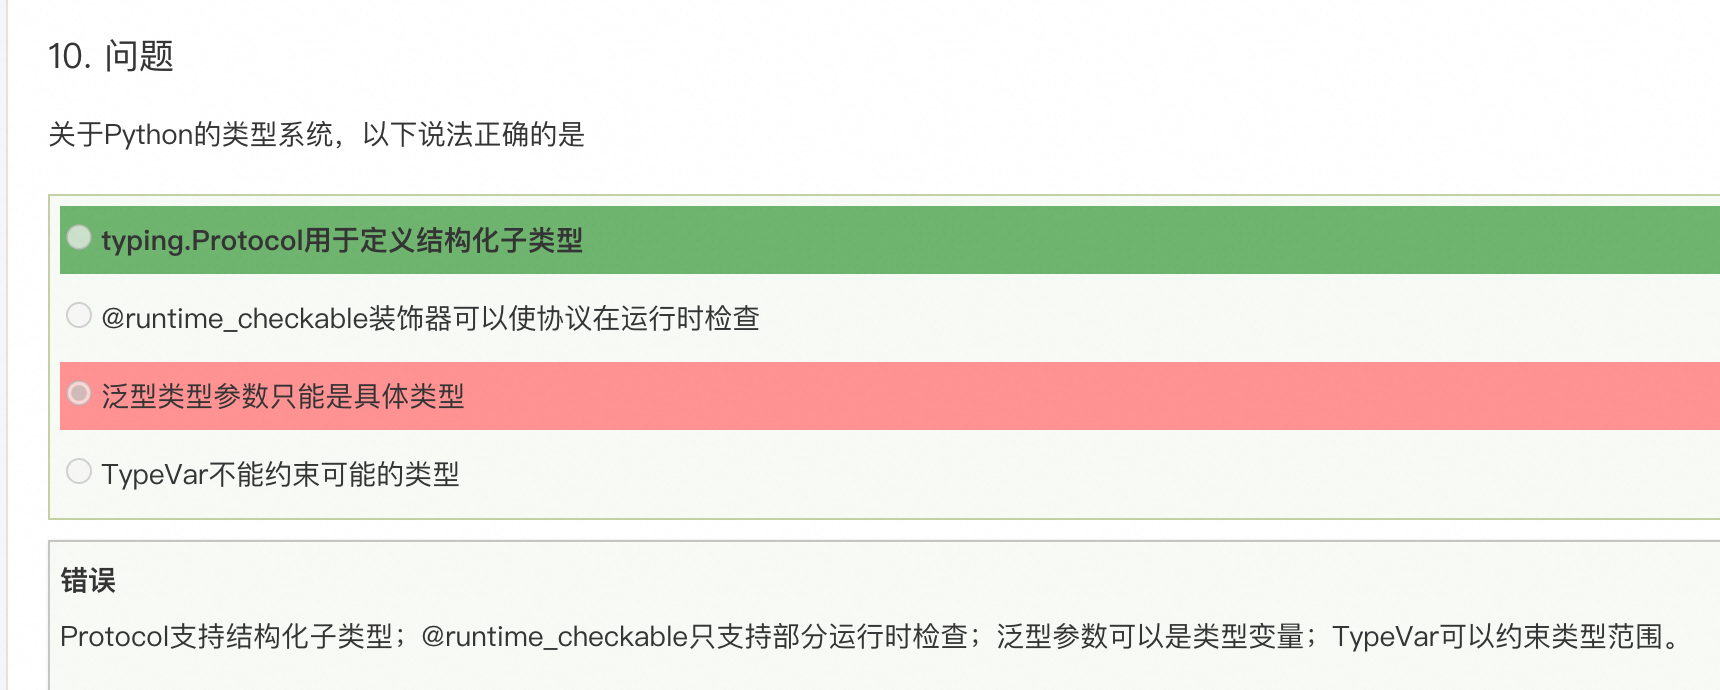 10. 问题
关于Python的类型系统，以下说法正确的是
typing.Protocol用于定义结构化子类型
@runtime_checkable装饰器可以使协议在运行时检查
泛型类型参数只能是具体类型
TypeVar不能约束可能的类型
错误
Protocol支持结构化子类型；@runtime_checkable只支持部分运行时检查；泛型参数可以是类型变量；TypeVar可以约束类型范围。